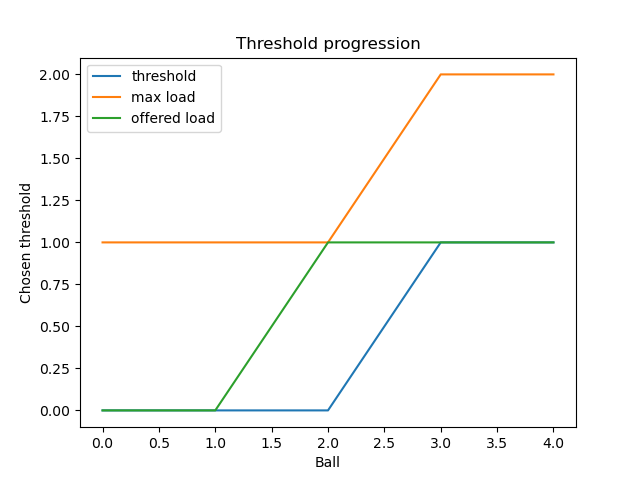 Threshold progression
threshold
max load
offered load
2.00
1.75
1.50
1.25
1.00
0.75
0.50
0.25
0.00
Chosen threshold
0.0 0.5 1.0 1.5 2.0 2.5 3.0 3.5 4.0
Ball